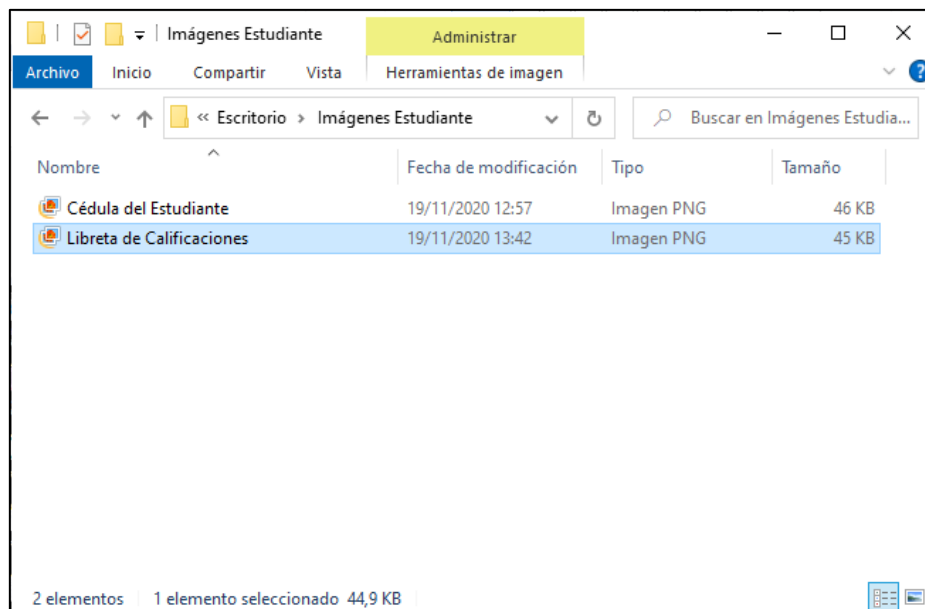 Imágenes Estudiante
Administrar
Archivo Inicio Compartir Vista Herramientas de imagen
« Escritorio › Imágenes Estudiante Buscar en Imágenes Estudia...
Nombre Fecha de modificación Tipo Tamaño
Cédula del Estudiante 19/11/2020 12:57 Imagen PNG 46 KB
Libreta de Calificaciones 19/11/2020 13:42 Imagen PNG 45 KB
2 elementos 1 elemento seleccionado 44,9 KB